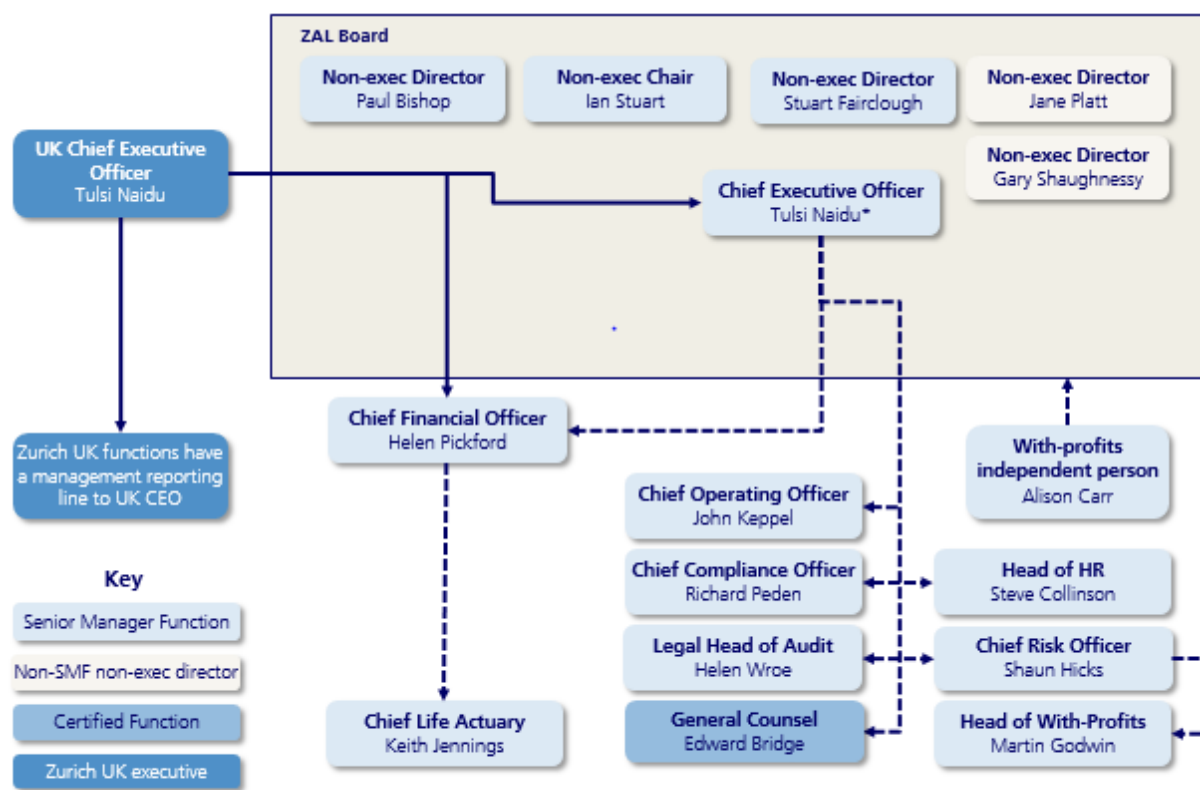 ZAL Board
Non-exec Director
Paul Bishop
Non-exec Chair
Ian Stuart
Non-exec Director
Stuart Fairclough
Non-exec Director
Jane Platt
UK Chief Executive
Officer
Tulsi Naidu
Non-exec Director
Gary Shaughnessy
Chief Executive Officer
Tulsi Naidu*
Chief Financial Officer
Helen Pickford
Zurich UK functions have
a management reporting
line to UK CEO
With-profits
independent person
Alison Carr
Chief Operating Officer
John Keppel
Chief Compliance Officer
Richard Peden
Head of HR
Steve Collinson
Legal Head of Audit
Helen Wroe
Chief Risk Officer
Shaun Hicks
Chief Life Actuary
Keith Jennings
General Counsel
Edward Bridge
Head of With-Profits
Martin Godwin
Key
Senior Manager Function
Non-SMF non-exec director
Certified Function
Zurich UK executive